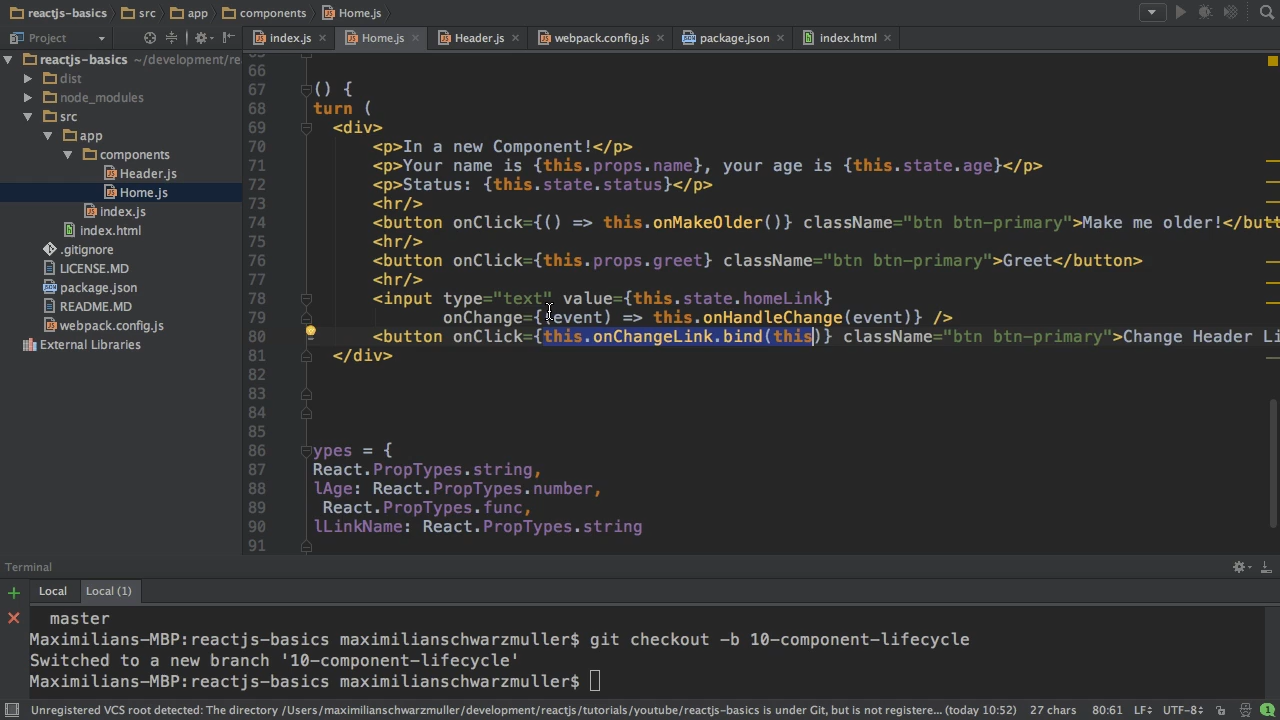 reactjs-basics src app components Home.js
Project index.js Home.js Header.js webpack.config.js package.json index.html
reactjs-basics ~/development/re
dist
node_modules
src
app
components
Header.js
Home.js
index.js
index.html
.gitignore
LICENSE.MD
package.json
README.MD
webpack.config.js
External Libraries
66
67 () {
68 turn (
69 <div>
70 <p>In a new Component!</p>
71 <p>Your name is {this.props.name}, your age is {this.state.age}</p>
72 <p>Status: {this.state.status}</p>
73 <hr/>
74 <button onClick={() => this.onMakeOlder()} className="btn btn-primary">Make me older!</butt
75 <hr/>
76 <button onClick={this.props.greet} className="btn btn-primary">Greet</button>
77 <hr/>
78 <input type="text" value={this.state.homeLink}
79 onChange={(event) => this.onHandleChange(event)} />
80 <button onClick={this.onChangeLink.bind(this)} className="btn btn-primary">Change Header Li
81 </div>
82
83
84
85
86 ypes = {
87 React.PropTypes.string,
88 lAge: React.PropTypes.number,
89 React.PropTypes.func,
90 lLinkName: React.PropTypes.string
91
Terminal
Local Local (1)
master
Maximilians-MBP:reactjs-basics maximilianschwarzmuller$ git checkout -b 10-component-lifecycle
Switched to a new branch '10-component-lifecycle'
Maximilians-MBP:reactjs-basics maximilianschwarzmuller$
Unregistered VCS root detected: The directory /Users/maximilianschwarzmuller/development/reactjs/tutorials/youtube/reactjs-basics is under Git, but is not registere... (today 10:52) 27 chars 80:61 LF UTF-8 1